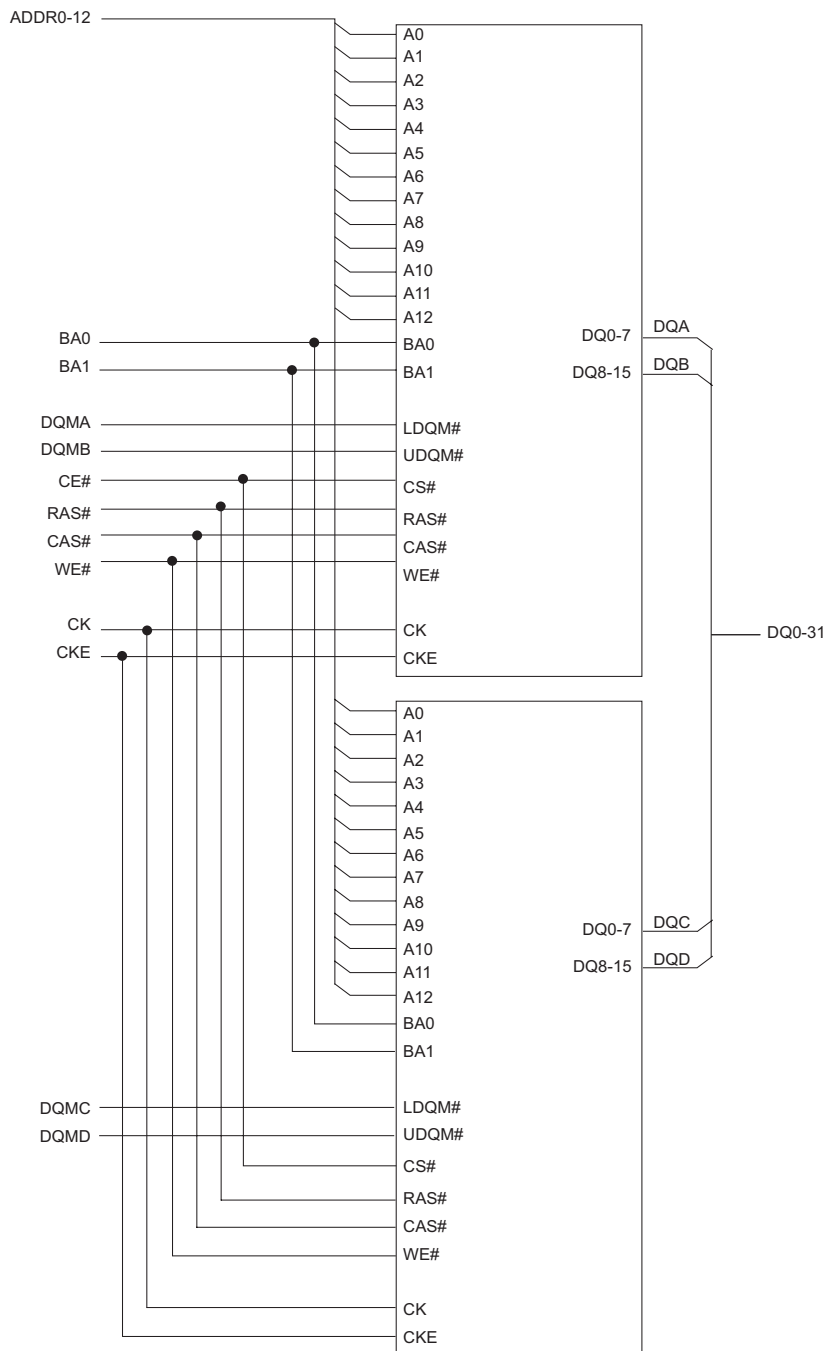 ADDR0-12
A0
A1
A2
A3
A4
A5
A6
A7
A8
A9
A10
A11
A12
BA0
BA0
BA1
BA1
DQ0-7
DQA
DQ8-15
DQB
DQMA
LDQM#
DQMB
UDQM#
CE#
CS#
RAS#
RAS#
CAS#
CAS#
WE#
WE#
CK
CK
CKE
CKE
DQ0-31
A0
A1
A2
A3
A4
A5
A6
A7
A8
A9
A10
A11
A12
BA0
BA1
DQ0-7
DQC
DQ8-15
DQD
DQMC
LDQM#
DQMD
UDQM#
CS#
RAS#
CAS#
WE#
CK
CKE